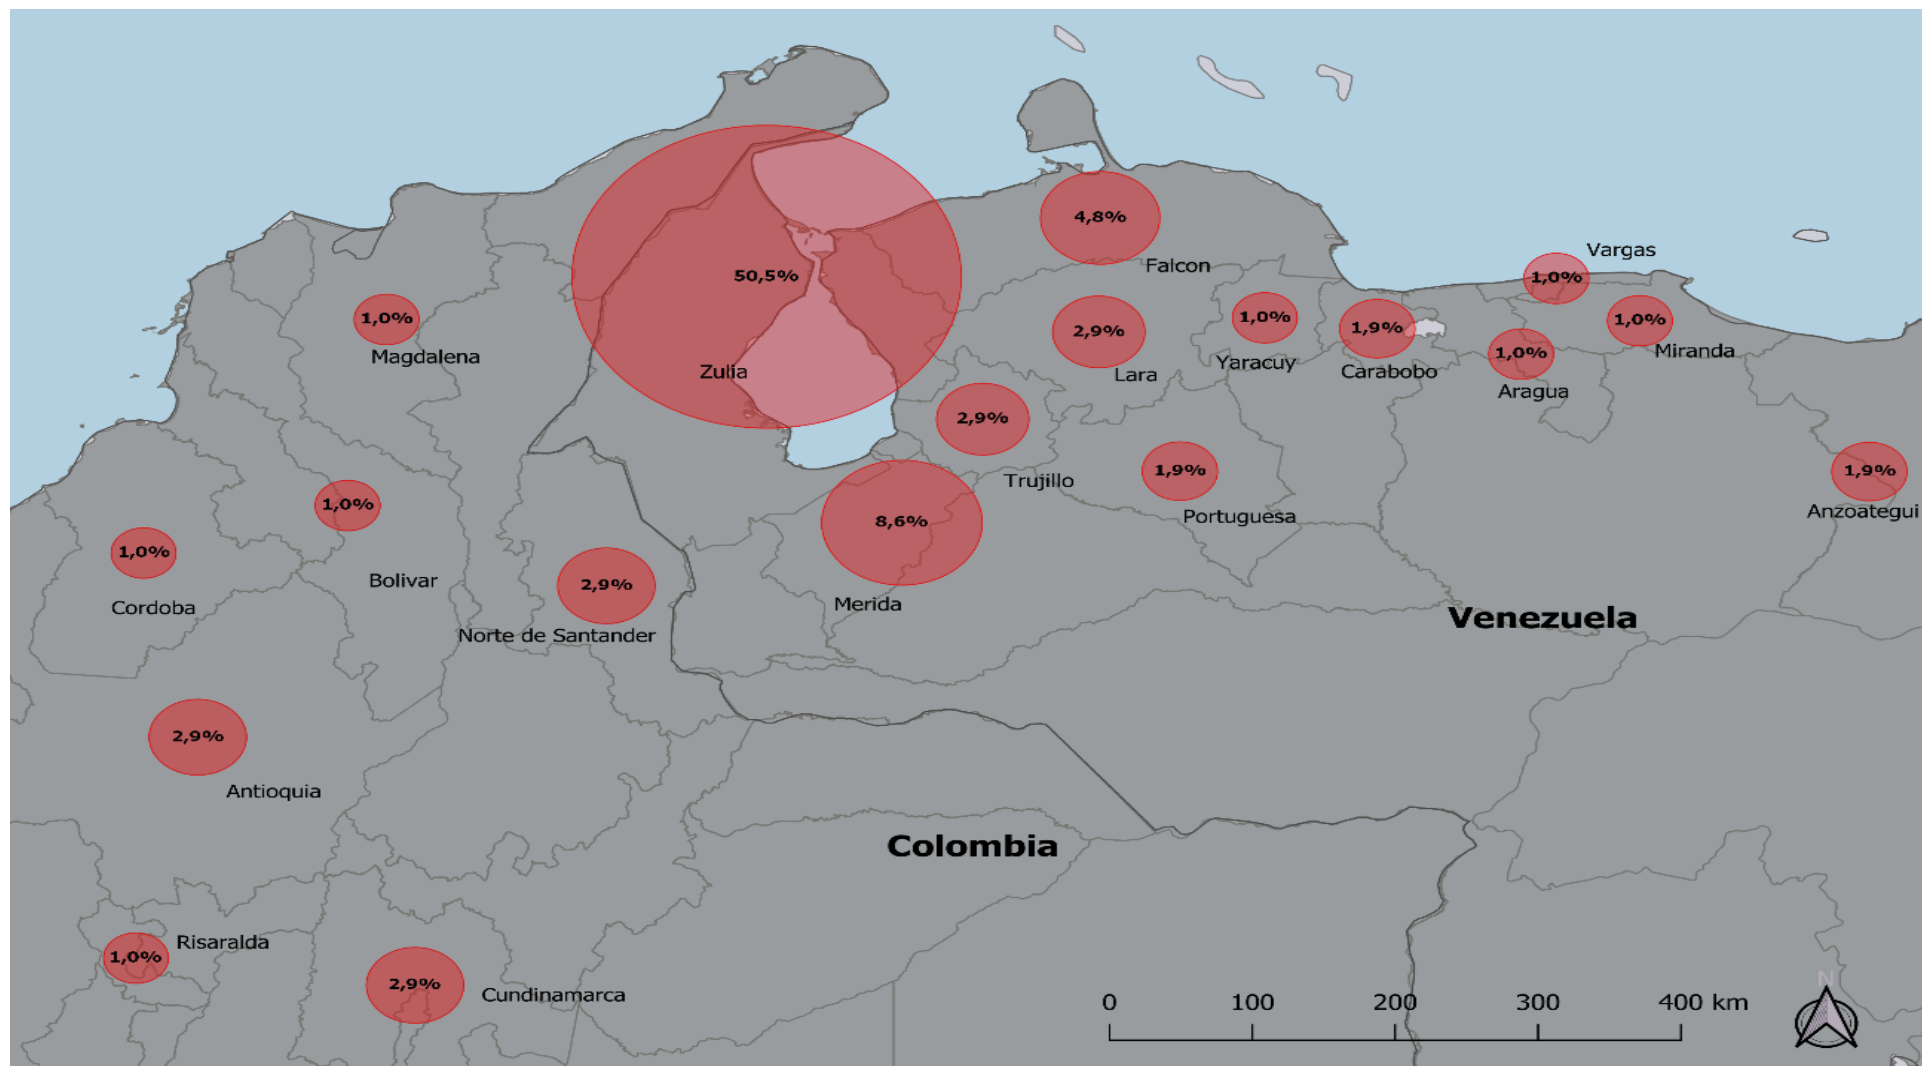 4,8%
Vargas
Falcon
50,5%
1,0%
1,0%
Magdalena
2,9%
Lara
1,0%
Yaracuy
1,9%
Carabobo
1,0%
Aragua
1,0%
Miranda
Zulia
2,9%
Trujillo
1,9%
Portuguesa
1,9%
Anzoategui
1,0%
Bolivar
1,0%
Cordoba
8,6%
Merida
2,9%
Norte de Santander
Venezuela
2,9%
Antioquia
Colombia
1,0%
Risaralda
2,9%
Cundinamarca
0 100 200 300 400 km
N